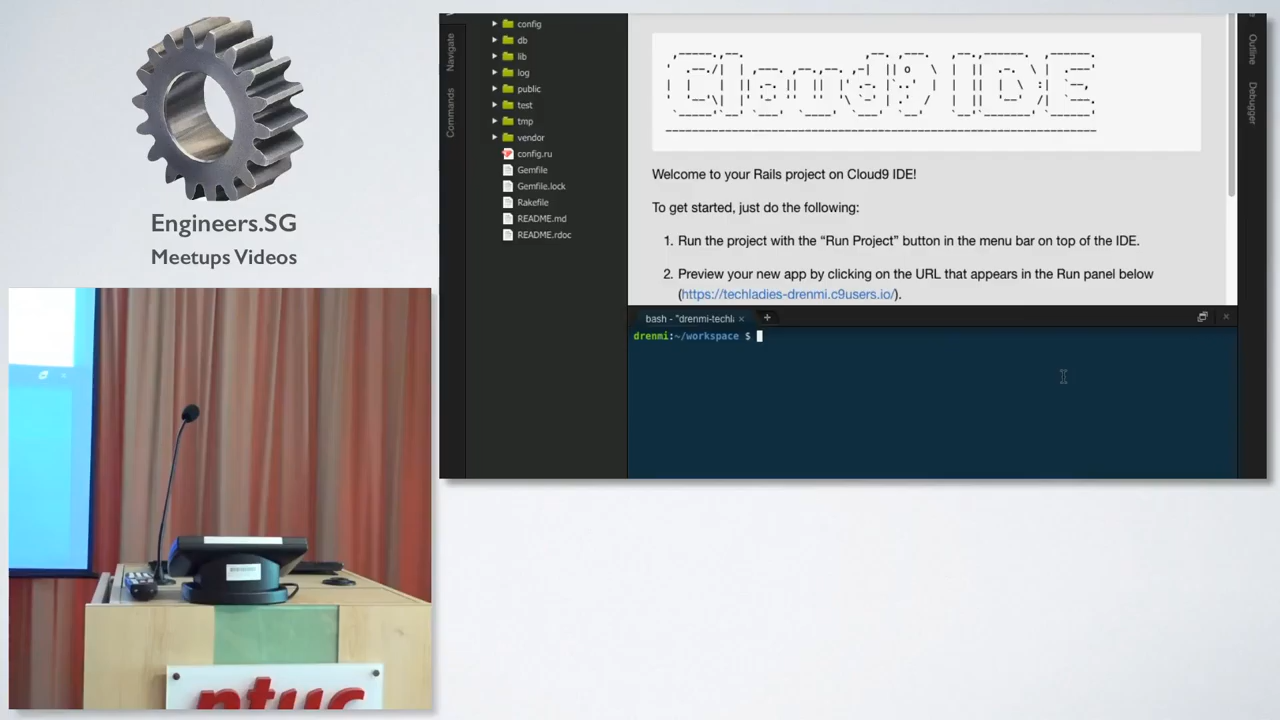 Engineers.SG
Meetups Videos
Navigate
Commands
config
db
lib
log
public
test
tmp
vendor
config.ru
Gemfile
Gemfile.lock
Rakefile
README.md
README.rdoc
Cloud9 IDE
Welcome to your Rails project on Cloud9 IDE!
To get started, just do the following:
1. Run the project with the “Run Project” button in the menu bar on top of the IDE.
2. Preview your new app by clicking on the URL that appears in the Run panel below
(https://techladies-drenmi.c9users.io/).
Outline
Debugger
bash - "drenmi-techla × +
drenmi:~/workspace $
ntuc